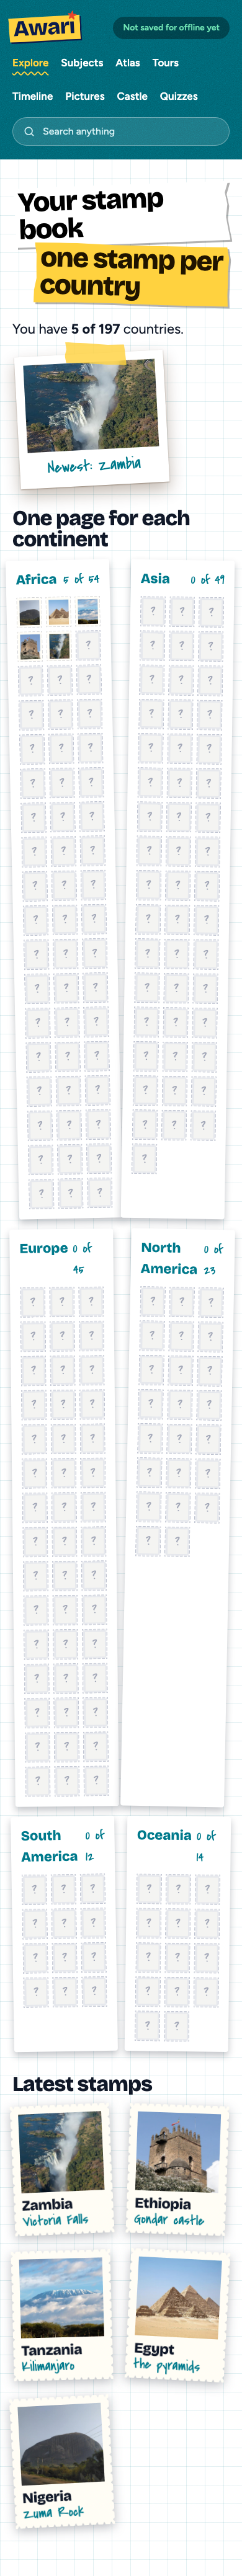 Awari
Not saved for offline yet
Explore Subjects Atlas Tours
Timeline Pictures Castle Quizzes
Search anything
Your stamp
book
one stamp per
country
You have 5 of 197 countries.
Newest: Zambia
One page for each
continent
Africa 5 of 54
Asia 0 of 49
Europe 0 of
45
North
America 0 of
23
South
America 0 of
12
Oceania 0 of
14
Latest stamps
Zambia
Victoria Falls
Ethiopia
Gondar castle
Tanzania
Kilimanjaro
Egypt
the pyramids
Nigeria
Zuma Rock